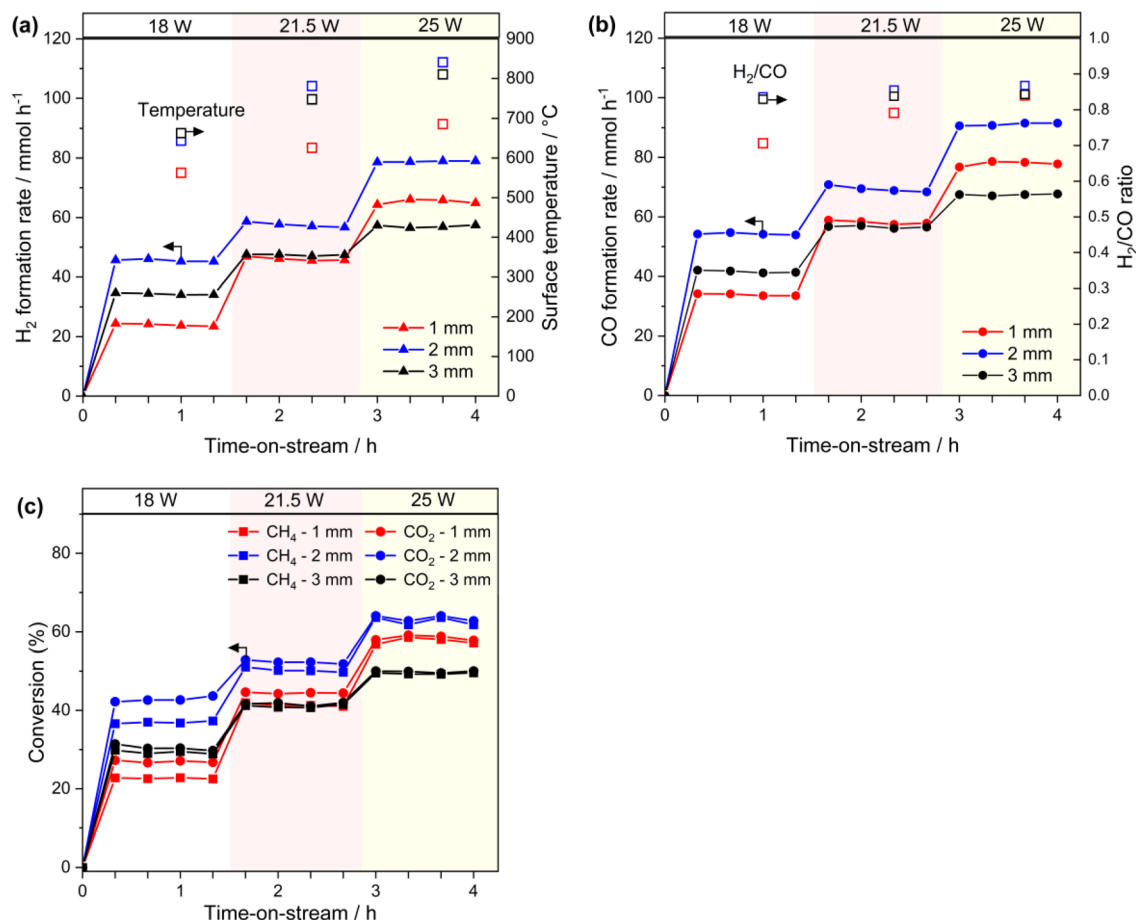 (a)
18 W 21.5 W 25 W
120
100
80
60
40
20
0
H₂ formation rate / mmol h⁻¹
900
800
700
600
500
400
300
200
100
0
Surface temperature / °C
Temperature
1 mm
2 mm
3 mm
0 1 2 3 4
Time-on-stream / h
(b)
18 W 21.5 W 25 W
120
100
80
60
40
20
0
CO formation rate / mmol h⁻¹
1.0
0.9
0.8
0.7
0.6
0.5
0.4
0.3
0.2
0.1
0.0
H₂/CO ratio
H₂/CO
1 mm
2 mm
3 mm
0 1 2 3 4
Time-on-stream / h
(c)
18 W 21.5 W 25 W
80
60
40
20
0
Conversion (%)
CH₄ - 1 mm CO₂ - 1 mm
CH₄ - 2 mm CO₂ - 2 mm
CH₄ - 3 mm CO₂ - 3 mm
0 1 2 3 4
Time-on-stream / h